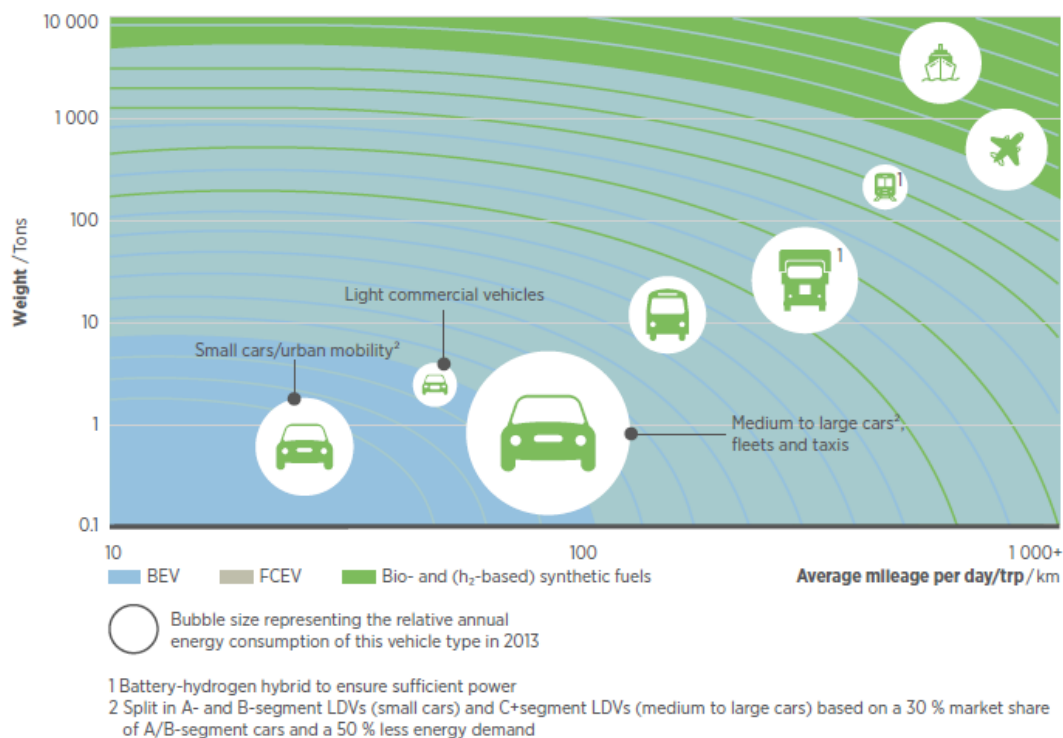 10 000
1 000
100
10
1
0.1
Weight /Tons
Light commercial vehicles
Small cars/urban mobility²
1
1
Medium to large cars²,
fleets and taxis
10
100
1 000+
BEV
FCEV
Bio- and (h₂-based) synthetic fuels
Average mileage per day/trp / km
Bubble size representing the relative annual
energy consumption of this vehicle type in 2013
1 Battery-hydrogen hybrid to ensure sufficient power
2 Split in A- and B-segment LDVs (small cars) and C+segment LDVs (medium to large cars) based on a 30 % market share
of A/B-segment cars and a 50 % less energy demand